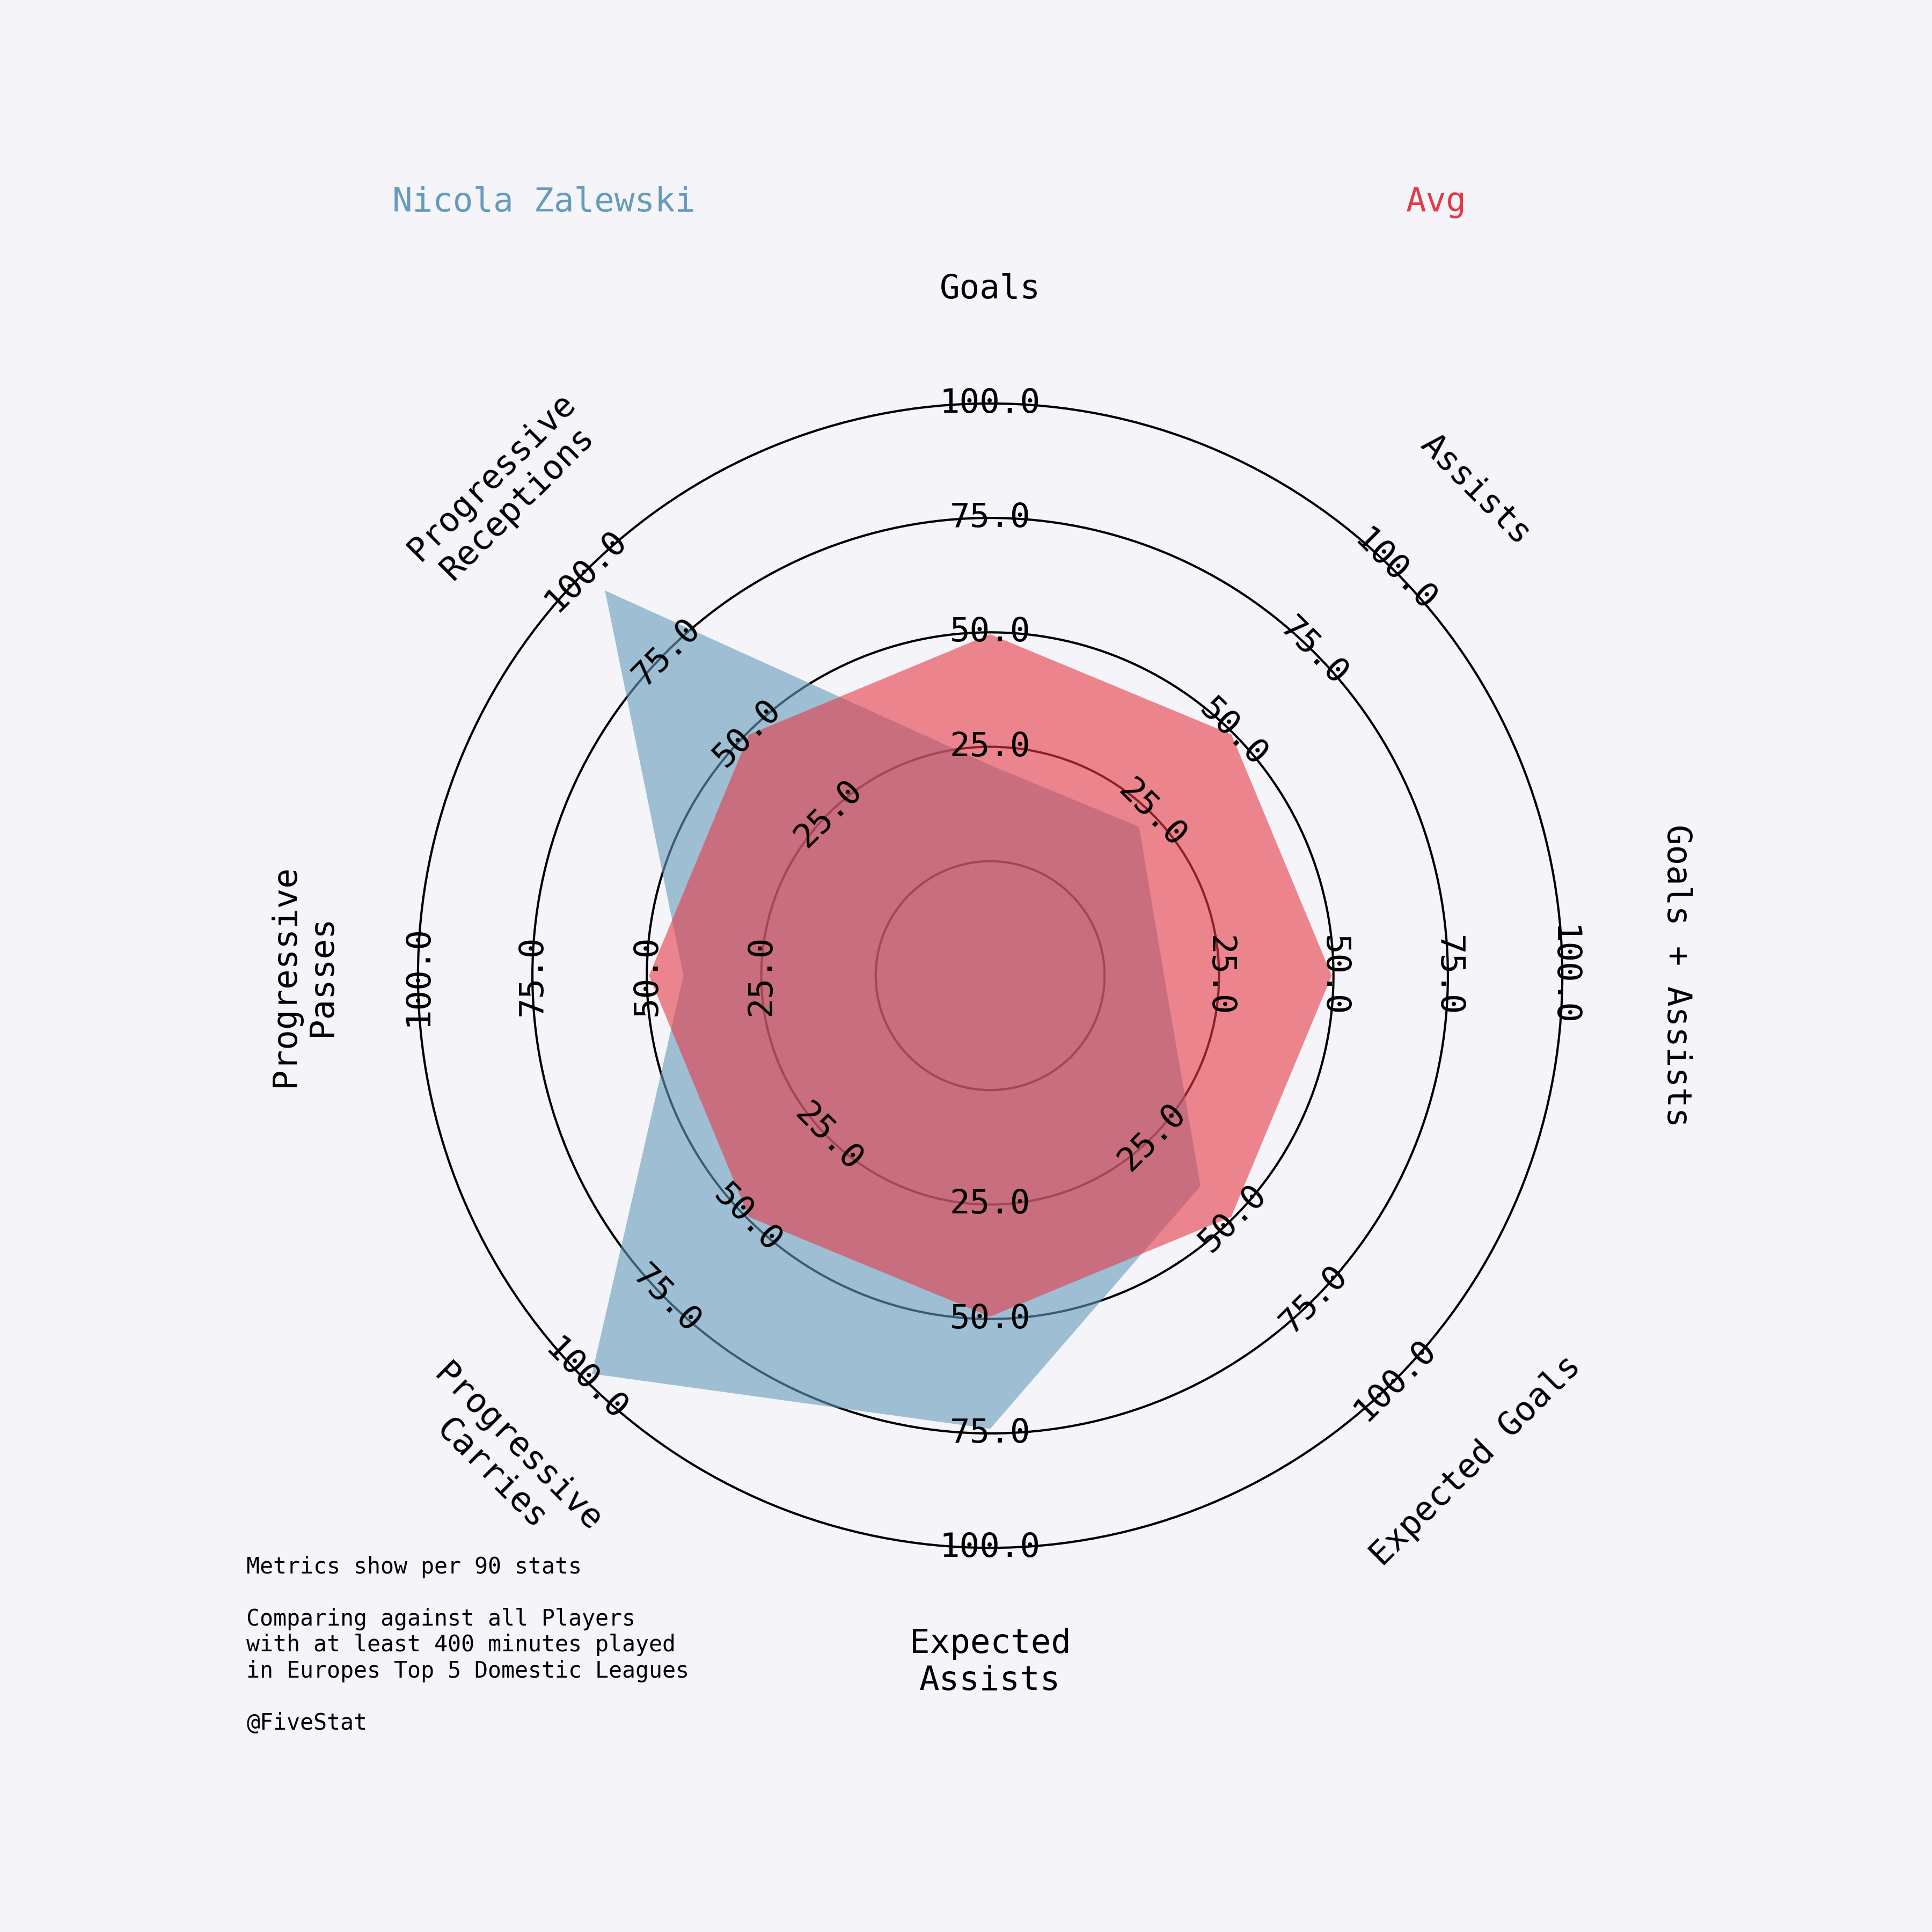 Nicola Zalewski
Avg
Goals
Assists
Goals + Assists
Expected Goals
Expected
Assists
Progressive
Carries
Progressive
Passes
Progressive
Receptions
25.0
50.0
75.0
100.0
25.0
50.0
75.0
100.0
25.0
50.0
75.0
100.0
25.0
50.0
75.0
100.0
25.0
50.0
75.0
100.0
25.0
50.0
75.0
100.0
25.0
50.0
75.0
100.0
25.0
50.0
75.0
100.0
Metrics show per 90 stats
Comparing against all Players
with at least 400 minutes played
in Europes Top 5 Domestic Leagues
@FiveStat